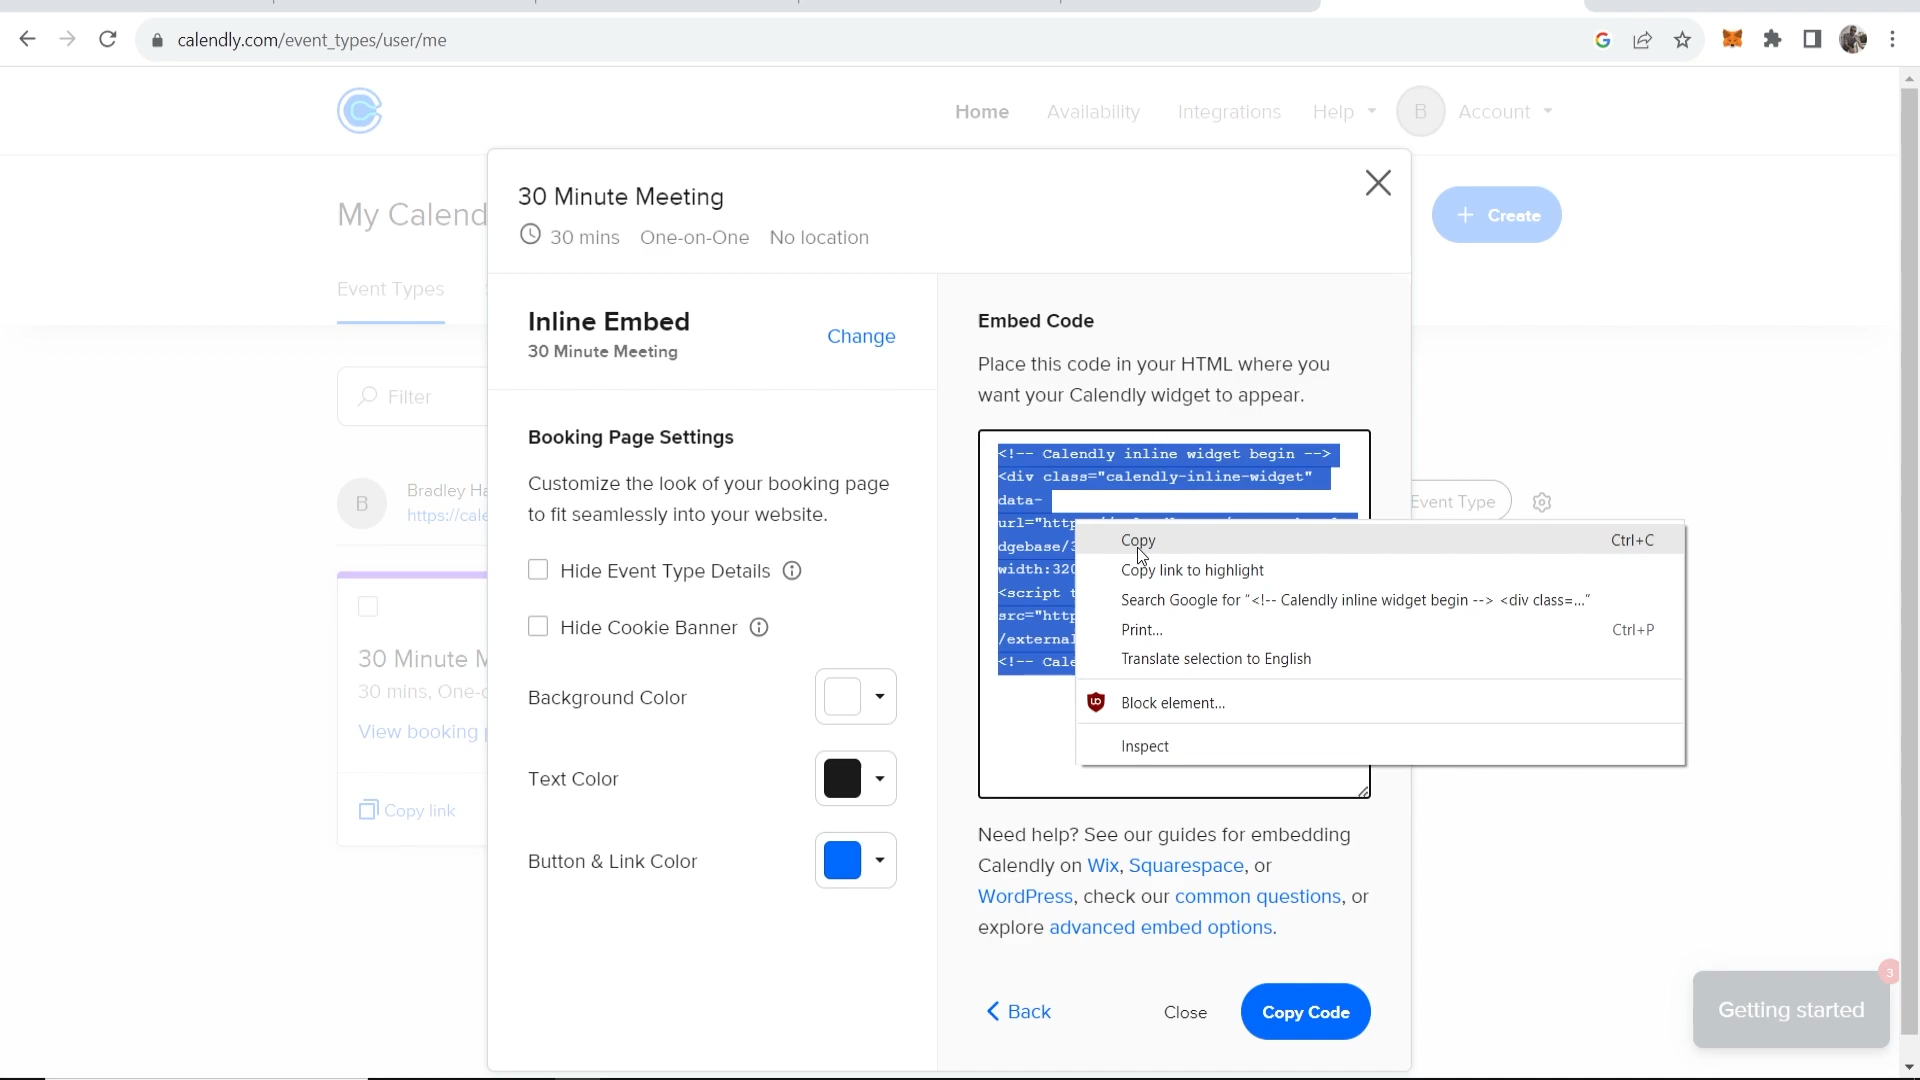 calendly.com/event_types/user/me
Home
Availability
Integrations
Help
B
Account
30 Minute Meeting
My Calend
+ Create
30 mins One-on-One No location
Event Types
Inline Embed
Change
30 Minute Meeting
Embed Code
Place this code in your HTML where you
want your Calendly widget to appear.
Filter
Booking Page Settings
Customize the look of your booking page
to fit seamlessly into your website.
<!-- Calendly inline widget begin -->
<div class="calendly-inline-widget"
data-
url="http
dgebase/3
width:320
<script t
src="http
/external
<!-- Cale
B
Bradley Ha
https://cale
Event Type
Copy Ctrl+C
Copy link to highlight
Search Google for "<!-- Calendly inline widget begin --> <div class=..."
Print... Ctrl+P
Translate selection to English
Block element...
Inspect
Hide Event Type Details
Hide Cookie Banner
30 Minute M
30 mins, One-o
View booking p
Copy link
Background Color
Text Color
Button & Link Color
Need help? See our guides for embedding
Calendly on Wix, Squarespace, or
WordPress, check our common questions, or
explore advanced embed options.
Back
Close
Copy Code
3
Getting started